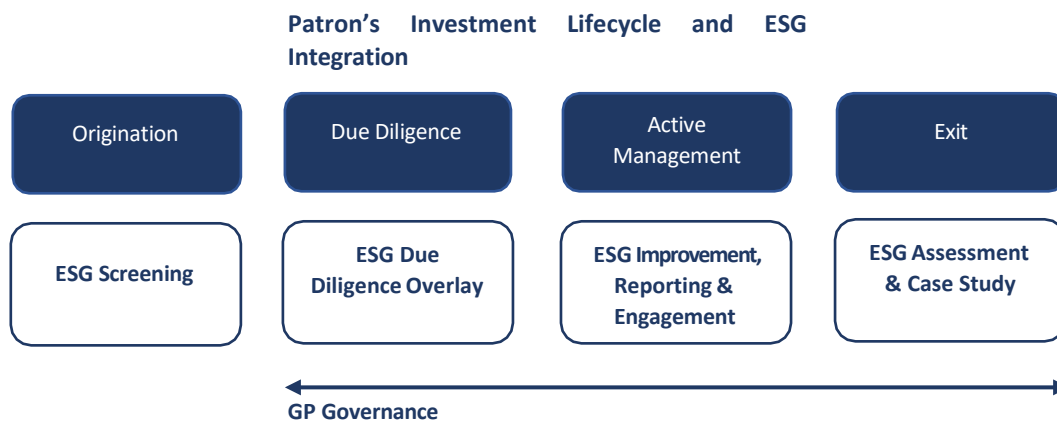 Patron's Investment Lifecycle and ESG
Integration
Origination
Due Diligence
Active
Management
Exit
ESG Screening
ESG Due
Diligence Overlay
ESG Improvement,
Reporting &
Engagement
ESG Assessment
& Case Study
GP Governance